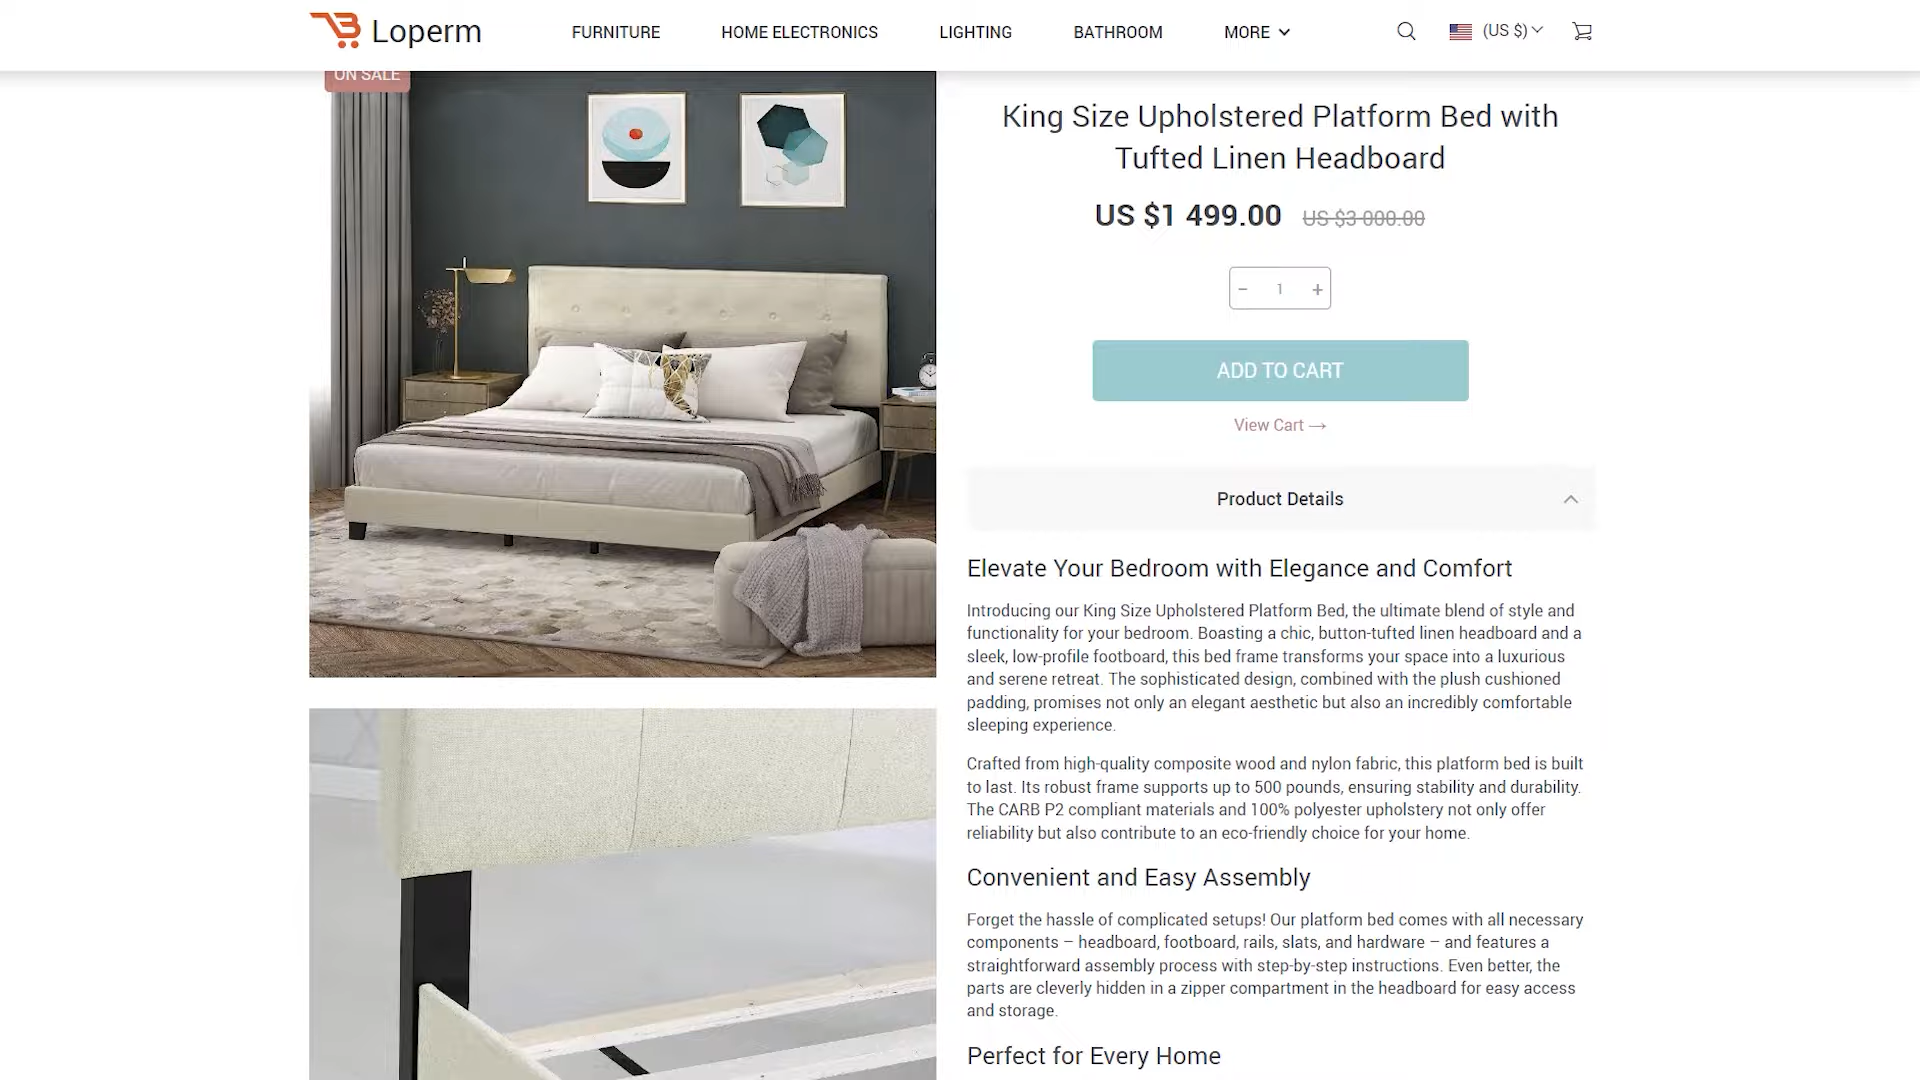 Loperm
FURNITURE
HOME ELECTRONICS
LIGHTING
BATHROOM
MORE
(US $)
ON SALE
King Size Upholstered Platform Bed with
Tufted Linen Headboard
US $1 499.00 US $3 000.00
− 1 +
ADD TO CART
View Cart →
Product Details
Elevate Your Bedroom with Elegance and Comfort
Introducing our King Size Upholstered Platform Bed, the ultimate blend of style and
functionality for your bedroom. Boasting a chic, button-tufted linen headboard and a
sleek, low-profile footboard, this bed frame transforms your space into a luxurious
and serene retreat. The sophisticated design, combined with the plush cushioned
padding, promises not only an elegant aesthetic but also an incredibly comfortable
sleeping experience.
Crafted from high-quality composite wood and nylon fabric, this platform bed is built
to last. Its robust frame supports up to 500 pounds, ensuring stability and durability.
The CARB P2 compliant materials and 100% polyester upholstery not only offer
reliability but also contribute to an eco-friendly choice for your home.
Convenient and Easy Assembly
Forget the hassle of complicated setups! Our platform bed comes with all necessary
components – headboard, footboard, rails, slats, and hardware – and features a
straightforward assembly process with step-by-step instructions. Even better, the
parts are cleverly hidden in a zipper compartment in the headboard for easy access
and storage.
Perfect for Every Home